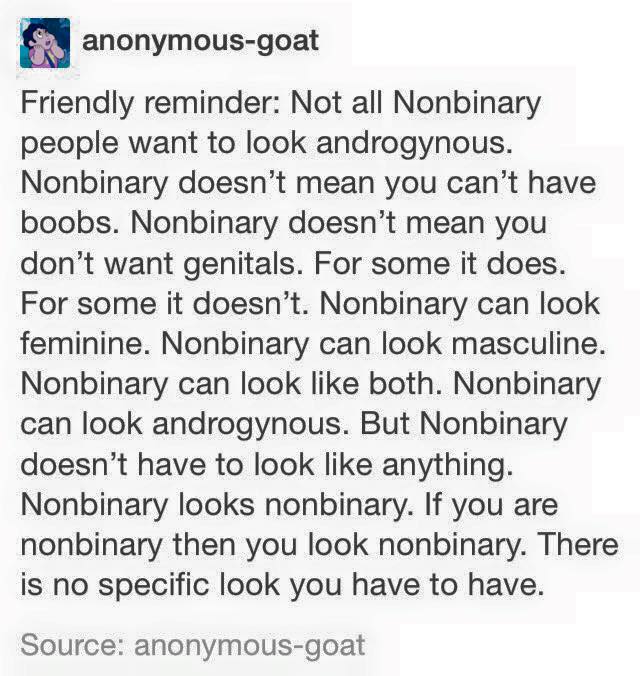 anonymous-goat
Friendly reminder: Not all Nonbinary
people want to look androgynous.
Nonbinary doesn’t mean you can’t have
boobs. Nonbinary doesn’t mean you
don’t want genitals. For some it does.
For some it doesn’t. Nonbinary can look
feminine. Nonbinary can look masculine.
Nonbinary can look like both. Nonbinary
can look androgynous. But Nonbinary
doesn’t have to look like anything.
Nonbinary looks nonbinary. If you are
nonbinary then you look nonbinary. There
is no specific look you have to have.
Source: anonymous-goat